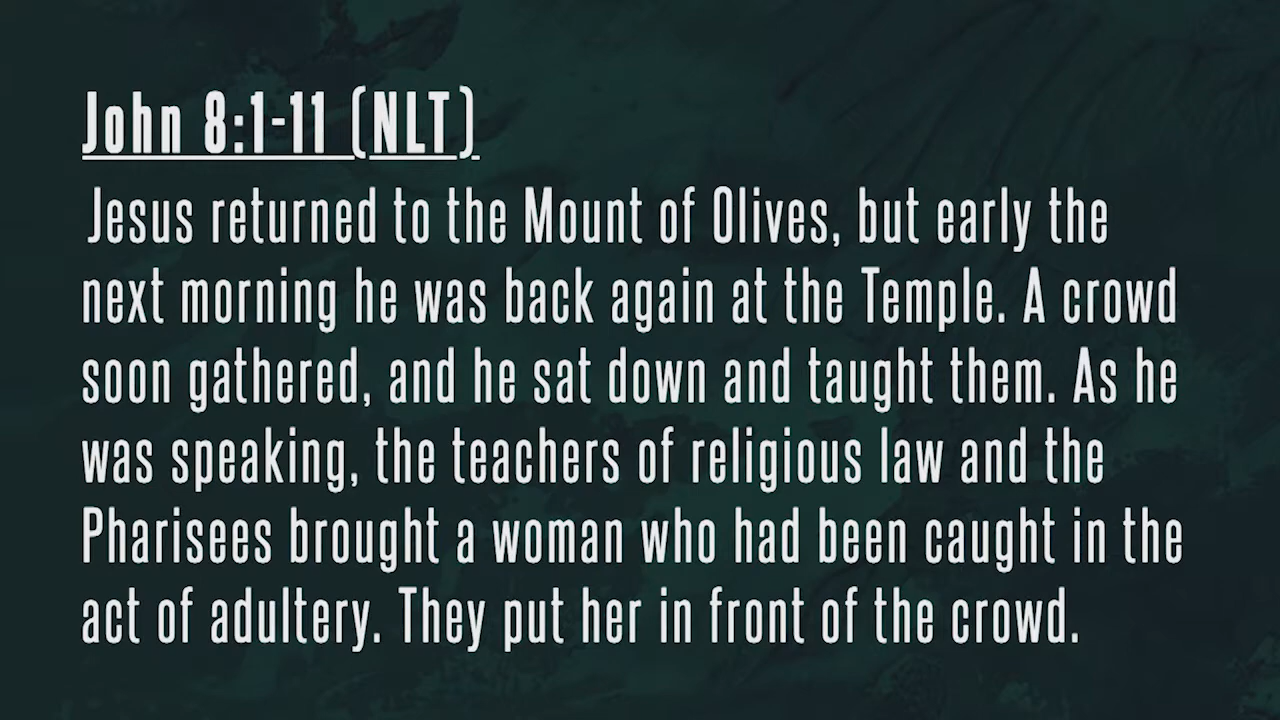 John 8:1-11 (NLT)
Jesus returned to the Mount of Olives, but early the
next morning he was back again at the Temple. A crowd
soon gathered, and he sat down and taught them. As he
was speaking, the teachers of religious law and the
Pharisees brought a woman who had been caught in the
act of adultery. They put her in front of the crowd.